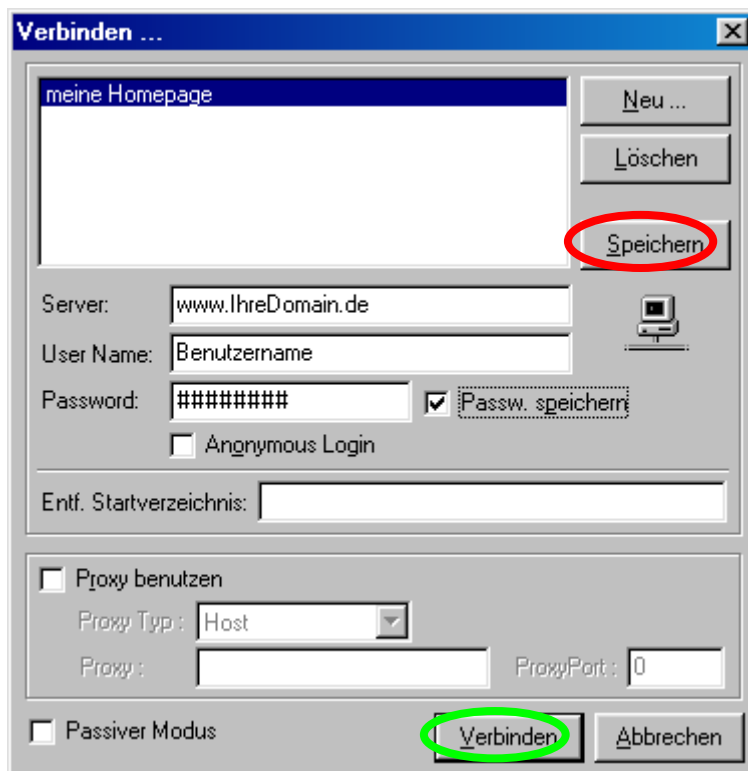 Verbinden ...
meine Homepage
Neu ...
Löschen
Speichern
Server: www.IhreDomain.de
User Name: Benutzername
Password: ######## Passw. speichern
Anonymous Login
Entf. Startverzeichnis:
Proxy benutzen
Proxy Typ : Host
Proxy : ProxyPort : 0
Passiver Modus Verbinden Abbrechen